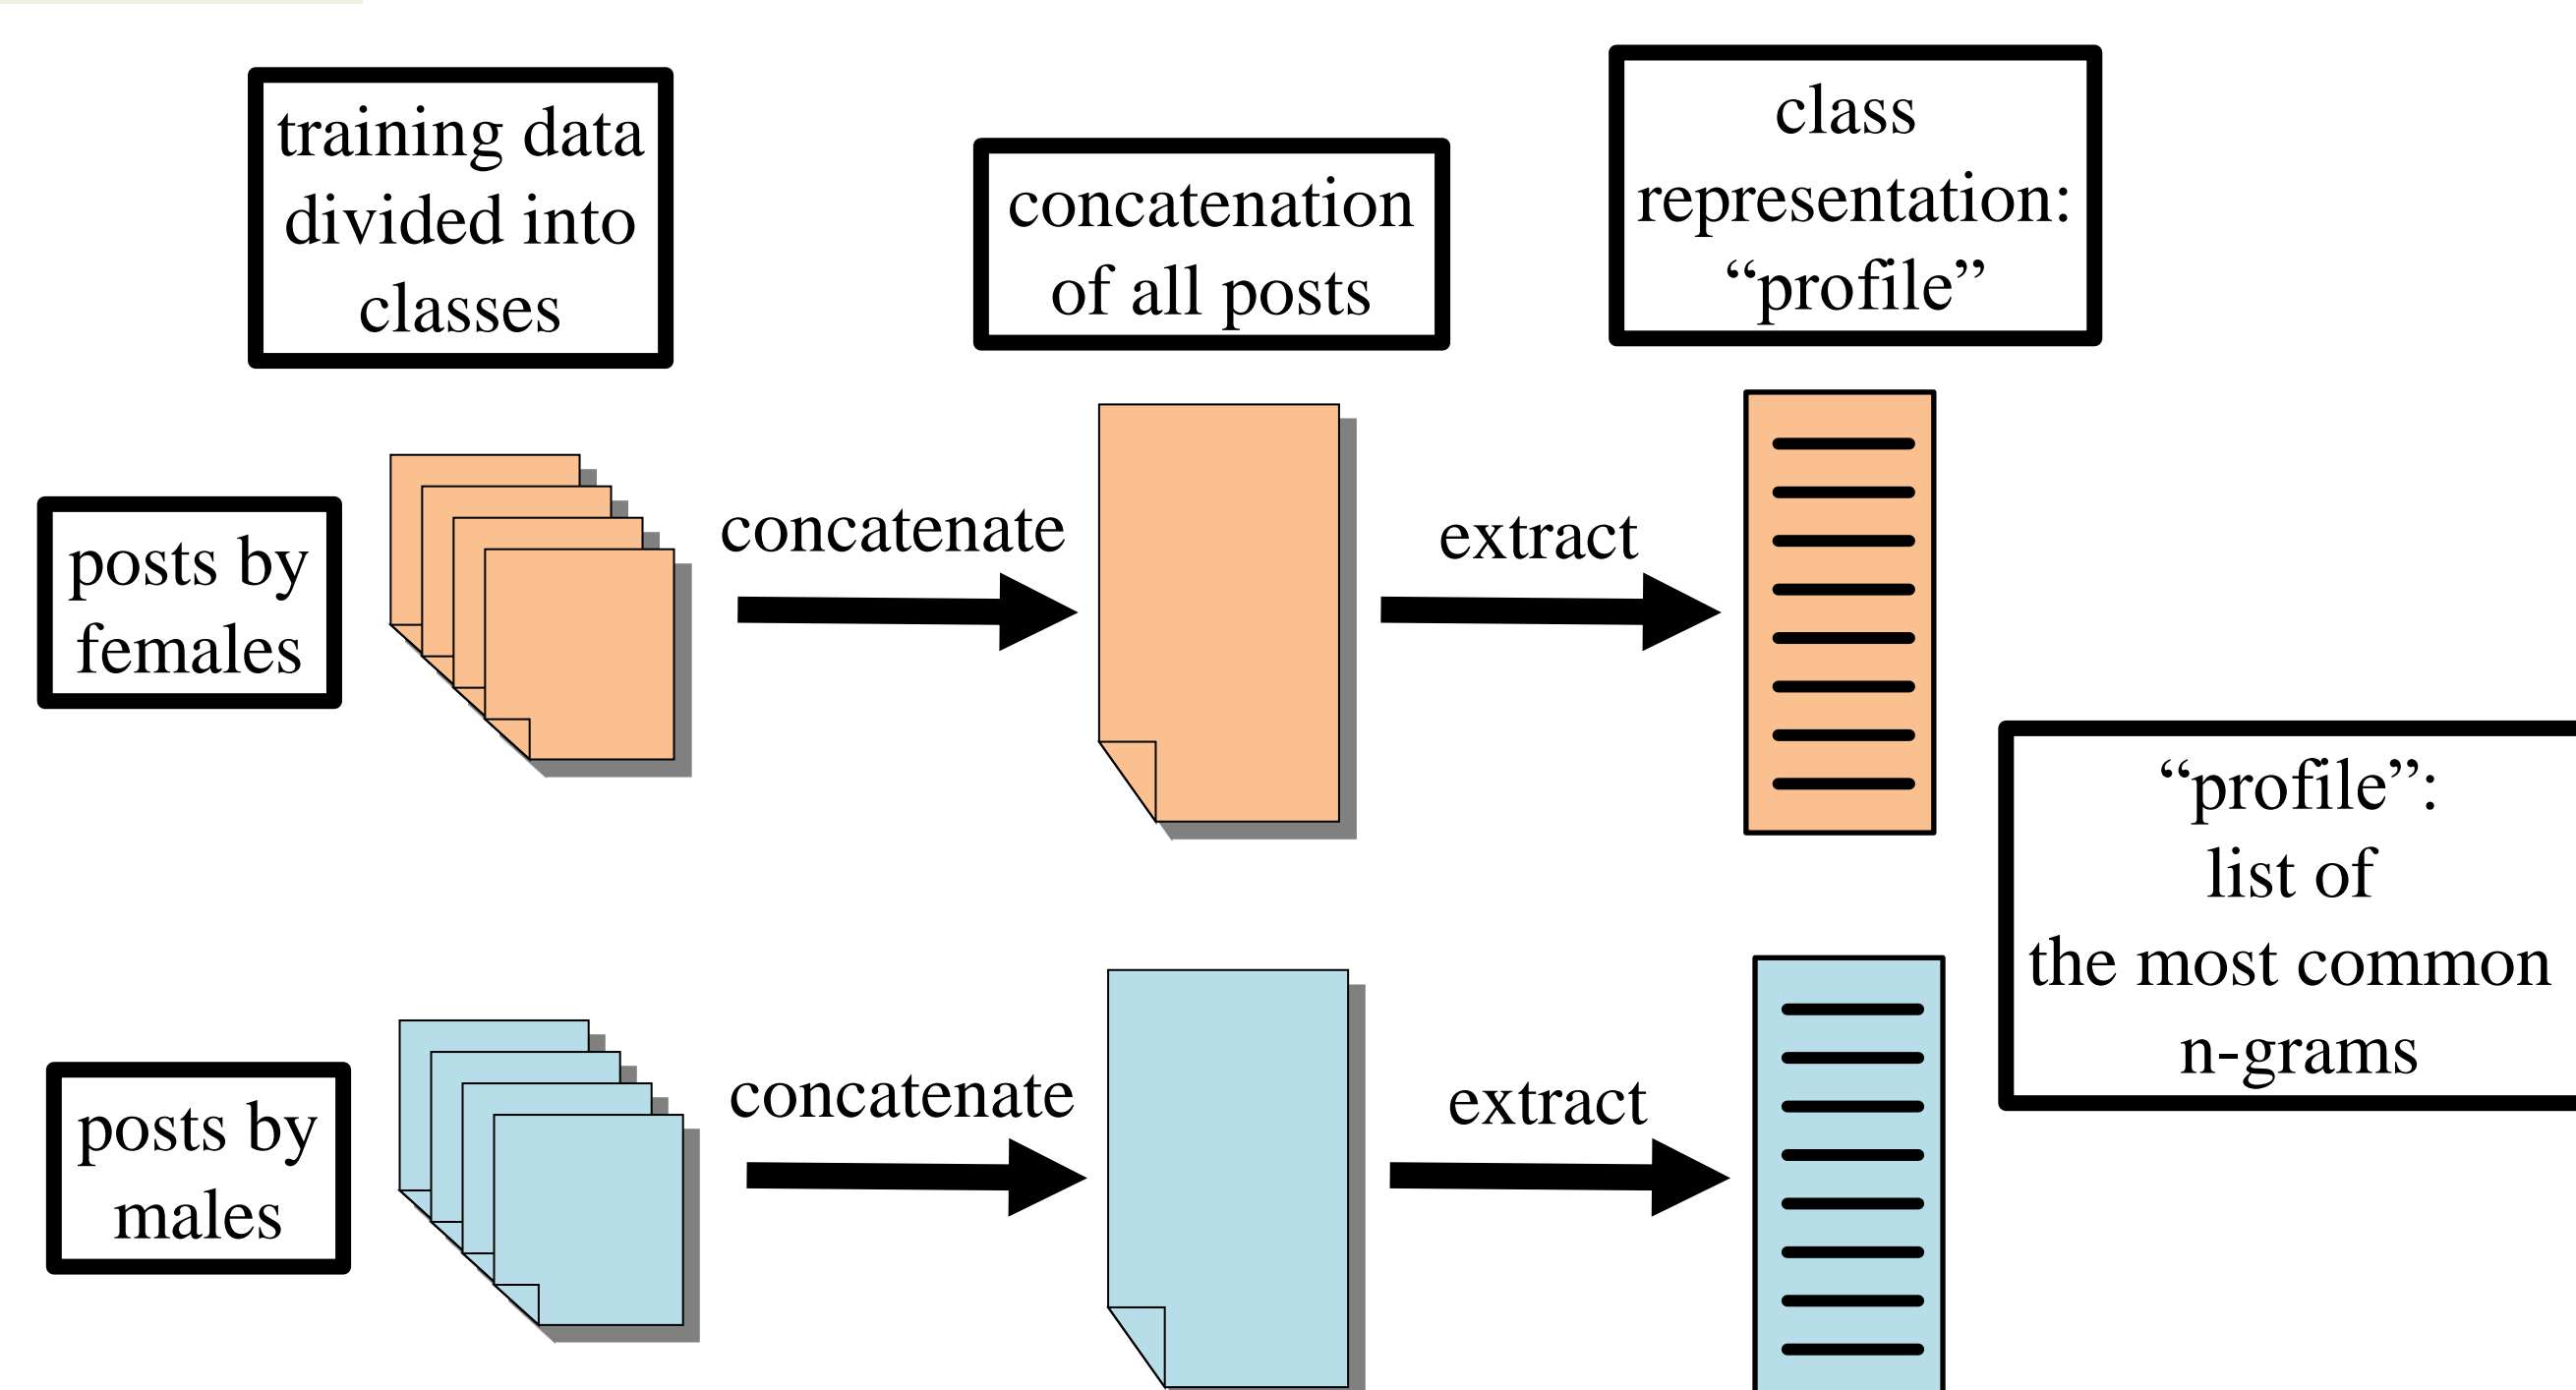 training data
divided into
classes
concatenation
of all posts
class
representation:
“profile”
posts by
females
concatenate
extract
“profile”:
list of
the most common
n-grams
posts by
males
concatenate
extract